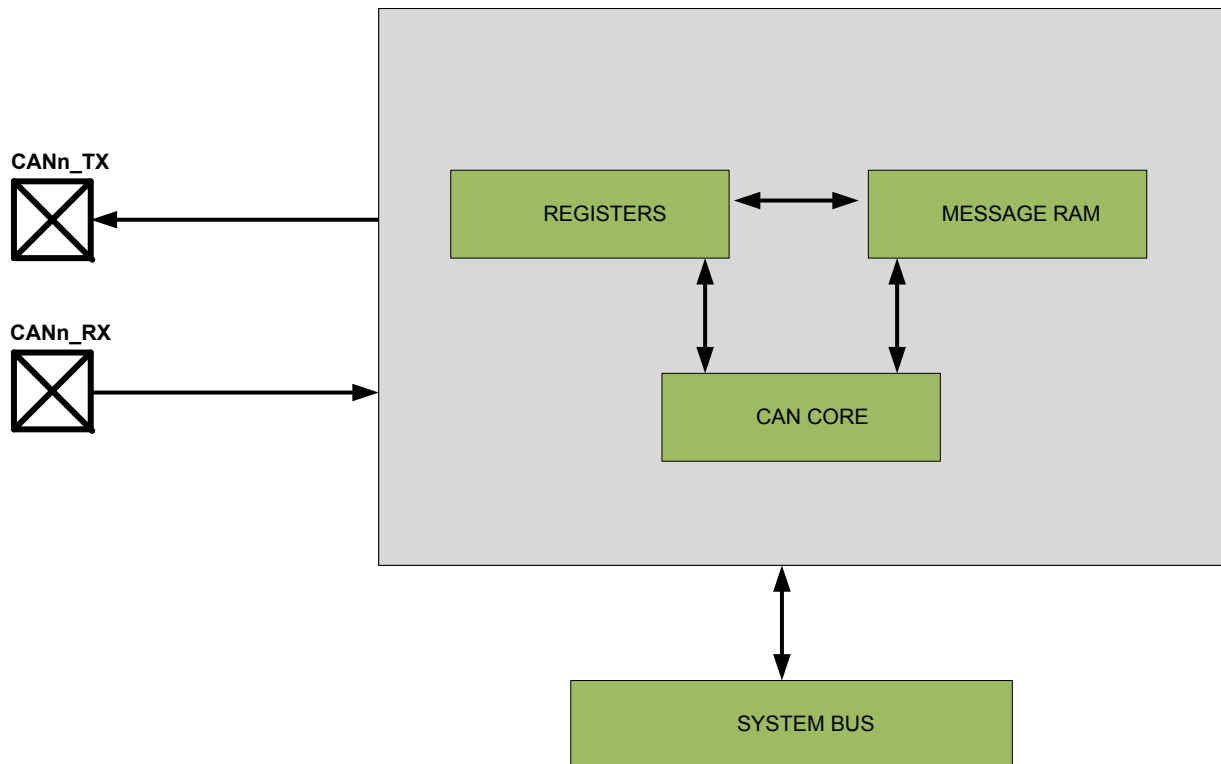 CANn_TX
REGISTERS
MESSAGE RAM
CANn_RX
CAN CORE
SYSTEM BUS